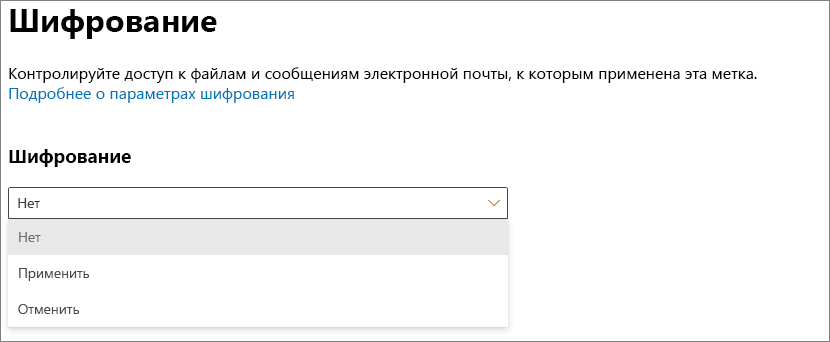 Шифрование
Контролируйте доступ к файлам и сообщениям электронной почты, к которым применена эта метка.
Подробнее о параметрах шифрования
Шифрование
Нет
Нет
Применить
Отменить